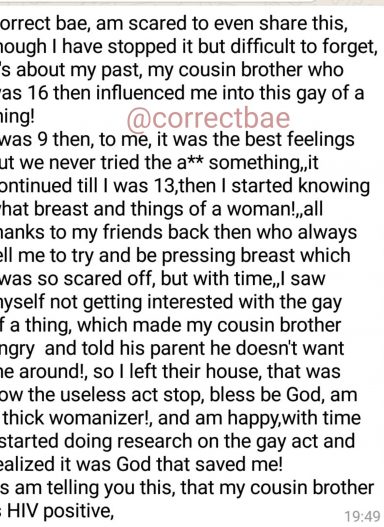 orrect bae, am scared to even share this,
hough I have stopped it but difficult to forget,
's about my past, my cousin brother who
as 16 then influenced me into this gay of a
ing!
@correctbae
was 9 then, to me, it was the best feelings
ut we never tried the a** something,,it
ontinued till I was 13,then I started knowing
hat breast and things of a woman!,,all
hanks to my friends back then who always
ell me to try and be pressing breast which
was so scared off, but with time,,I saw
yself not getting interested with the gay
f a thing, which made my cousin brother
ngry and told his parent he doesn't want
e around!, so I left their house, that was
ow the useless act stop, bless be God, am
thick womanizer!, and am happy,with time
started doing research on the gay act and
ealized it was God that saved me!
s am telling you this, that my cousin brother
s HIV positive,
19:49